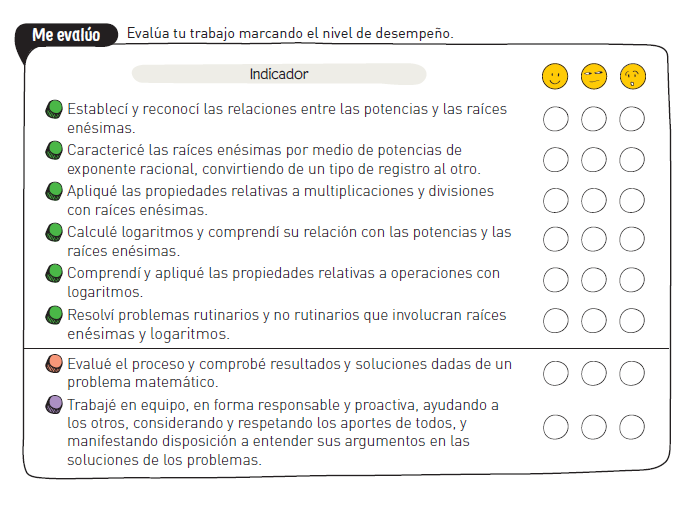 Me evalúo
Evalúa tu trabajo marcando el nivel de desempeño.
Indicador
Establecí y reconocí las relaciones entre las potencias y las raíces
enésimas.
Caractericé las raíces enésimas por medio de potencias de
exponente racional, convirtiendo de un tipo de registro al otro.
Apliqué las propiedades relativas a multiplicaciones y divisiones
con raíces enésimas.
Calculé logaritmos y comprendí su relación con las potencias y las
raíces enésimas.
Comprendí y apliqué las propiedades relativas a operaciones con
logaritmos.
Resolví problemas rutinarios y no rutinarios que involucran raíces
enésimas y logaritmos.
Evalué el proceso y comprobé resultados y soluciones dadas de un
problema matemático.
Trabajé en equipo, en forma responsable y proactiva, ayudando a
los otros, considerando y respetando los aportes de todos, y
manifestando disposición a entender sus argumentos en las
soluciones de los problemas.